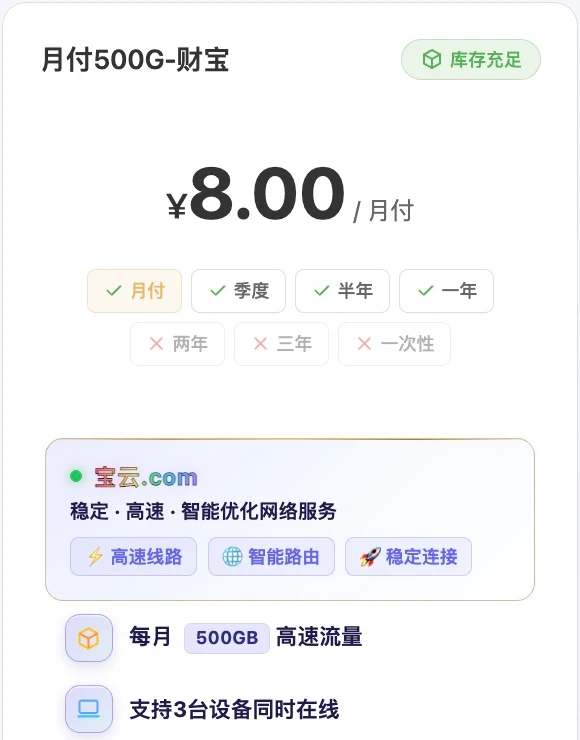 月付500G-财宝
库存充足
¥8.00 / 月付
月付 季度 半年 一年
两年 三年 一次性
宝云.com
稳定 · 高速 · 智能优化网络服务
高速线路 智能路由 稳定连接
每月 500GB 高速流量
支持3台设备同时在线